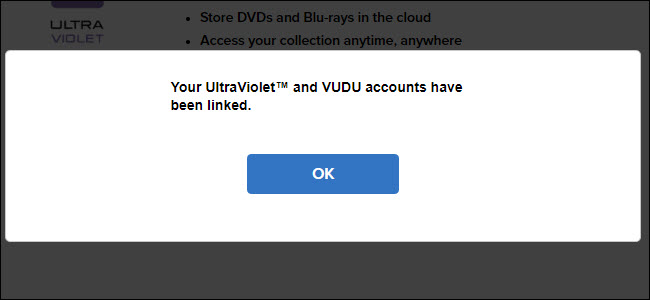 • Store DVDs and Blu-rays in the cloud
ULTRA
VIOLET
• Access your collection anytime, anywhere
Your UltraViolet™ and VUDU accounts have
been linked.
OK